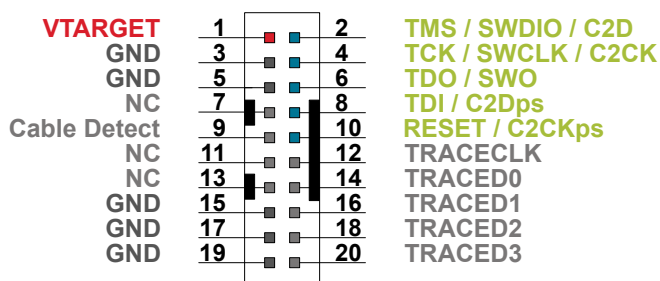 VTARGET 1 2 TMS / SWDIO / C2D
GND 3 4 TCK / SWCLK / C2CK
GND 5 6 TDO / SWO
NC 7 8 TDI / C2Dps
Cable Detect 9 10 RESET / C2CKps
NC 11 12 TRACECLK
NC 13 14 TRACED0
GND 15 16 TRACED1
GND 17 18 TRACED2
GND 19 20 TRACED3